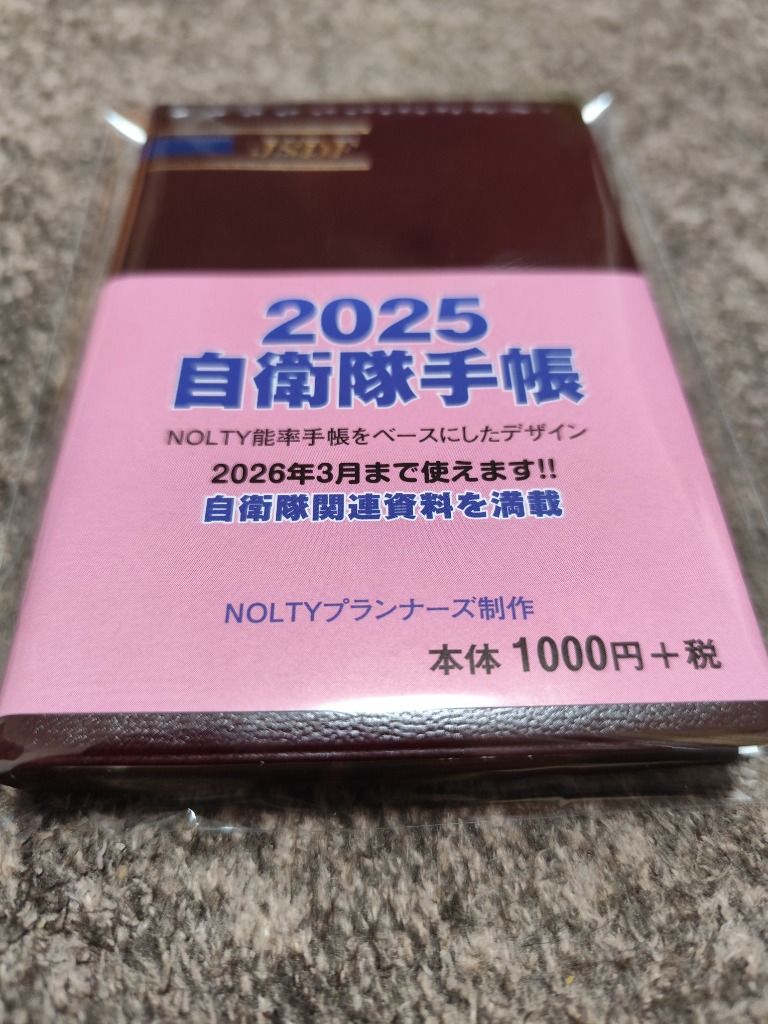 JSDF
2025
自衛隊手帳
NOLTY能率手帳をベースにしたデザイン
2026年3月まで使えます!!
自衛隊関連資料を満載
NOLTYプランナーズ制作
本体 1000円+税